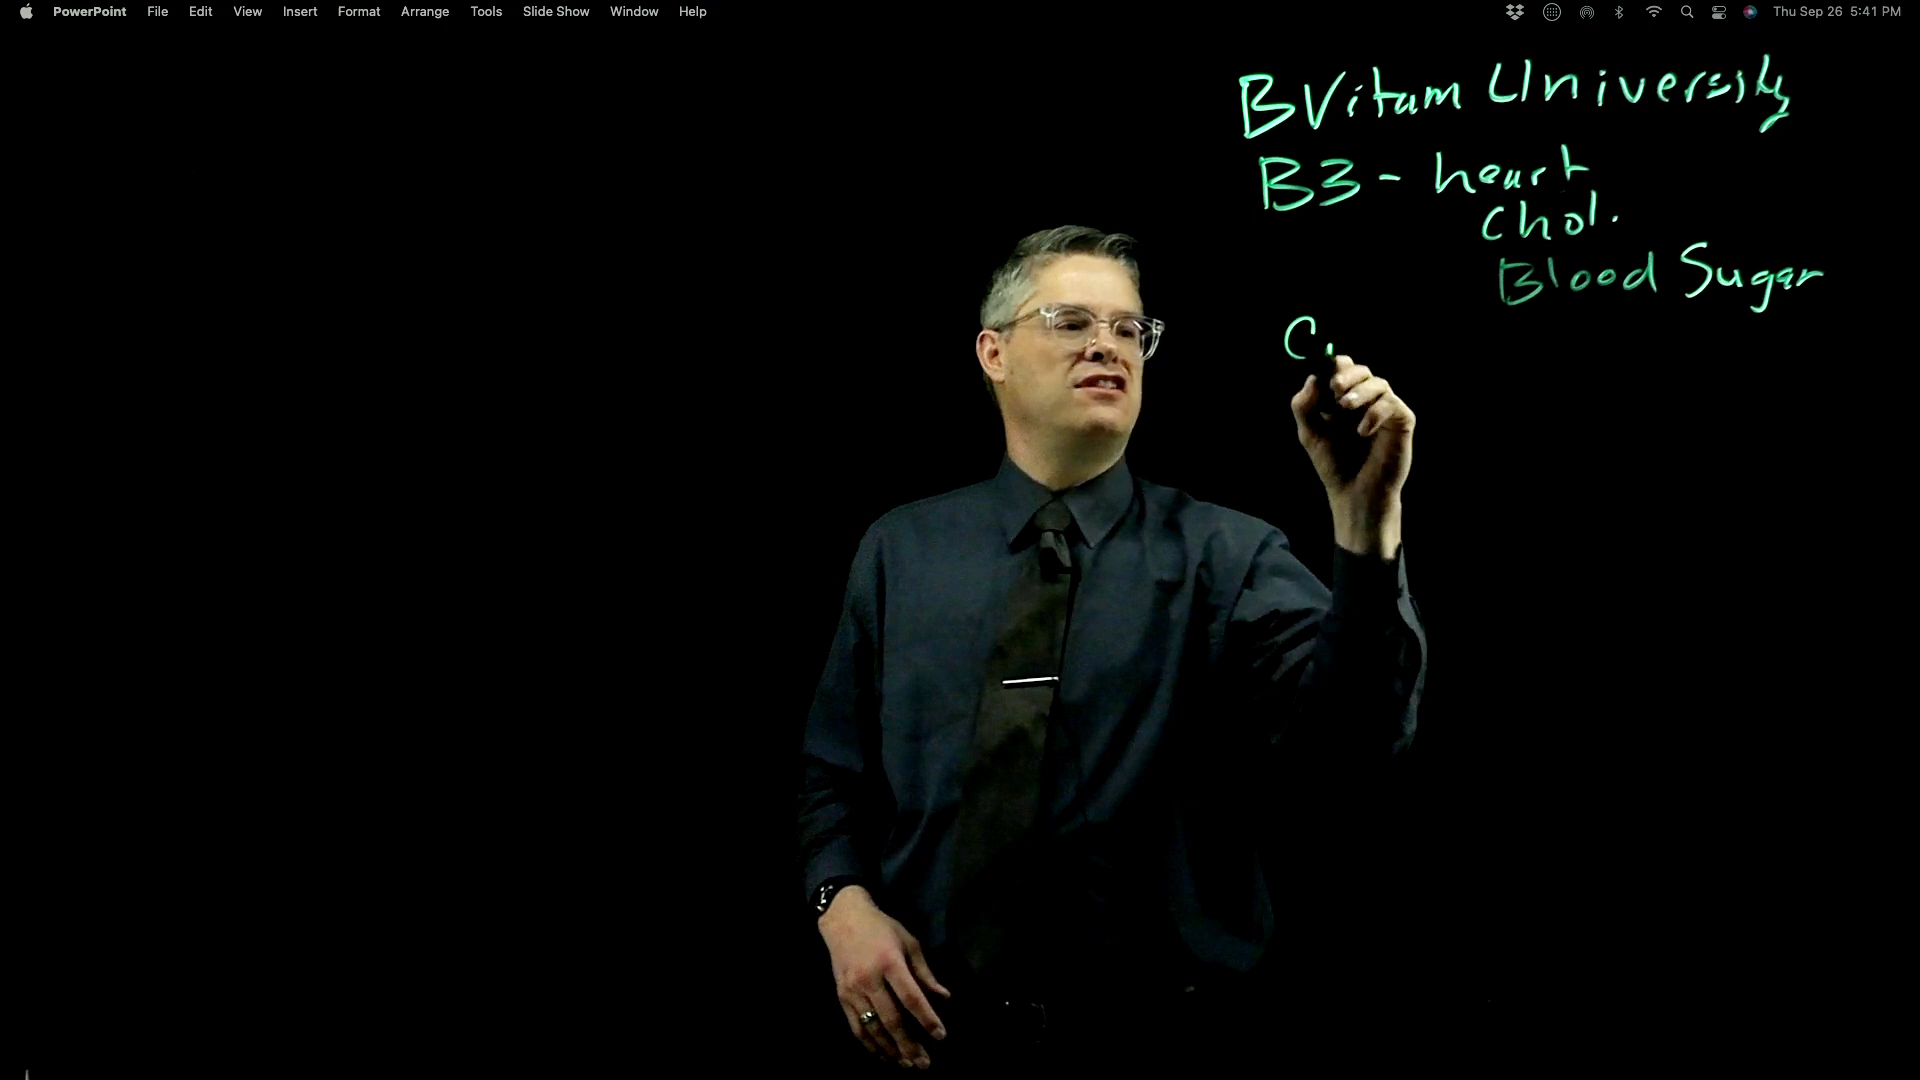 PowerPoint File Edit View Insert Format Arrange Tools Slide Show Window Help Thu Sep 26 5:41 PM
BVitam University
B3 - heart
Chol.
Blood Sugar
C